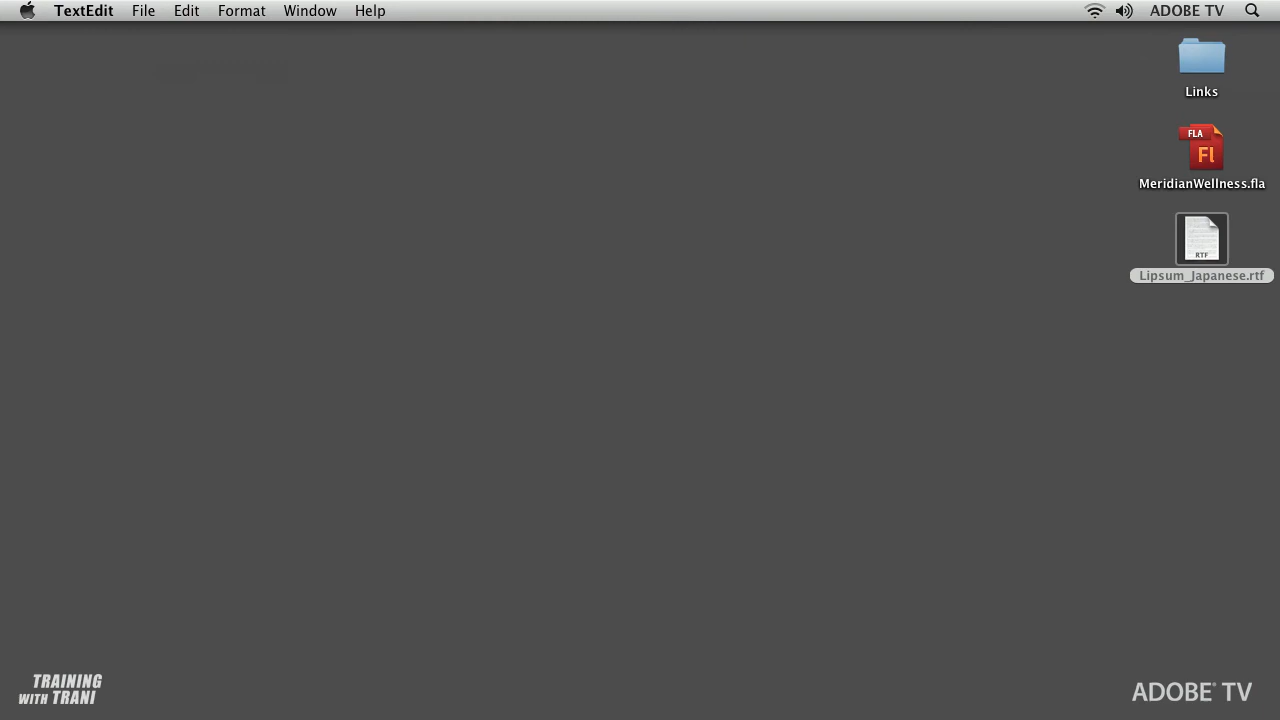 TextEdit File Edit Format Window Help ADOBE TV
Links
FLA
Fl
MeridianWellness.fla
RTF
Lipsum_Japanese.rtf
TRAINING
WITH TRANI
ADOBE® TV